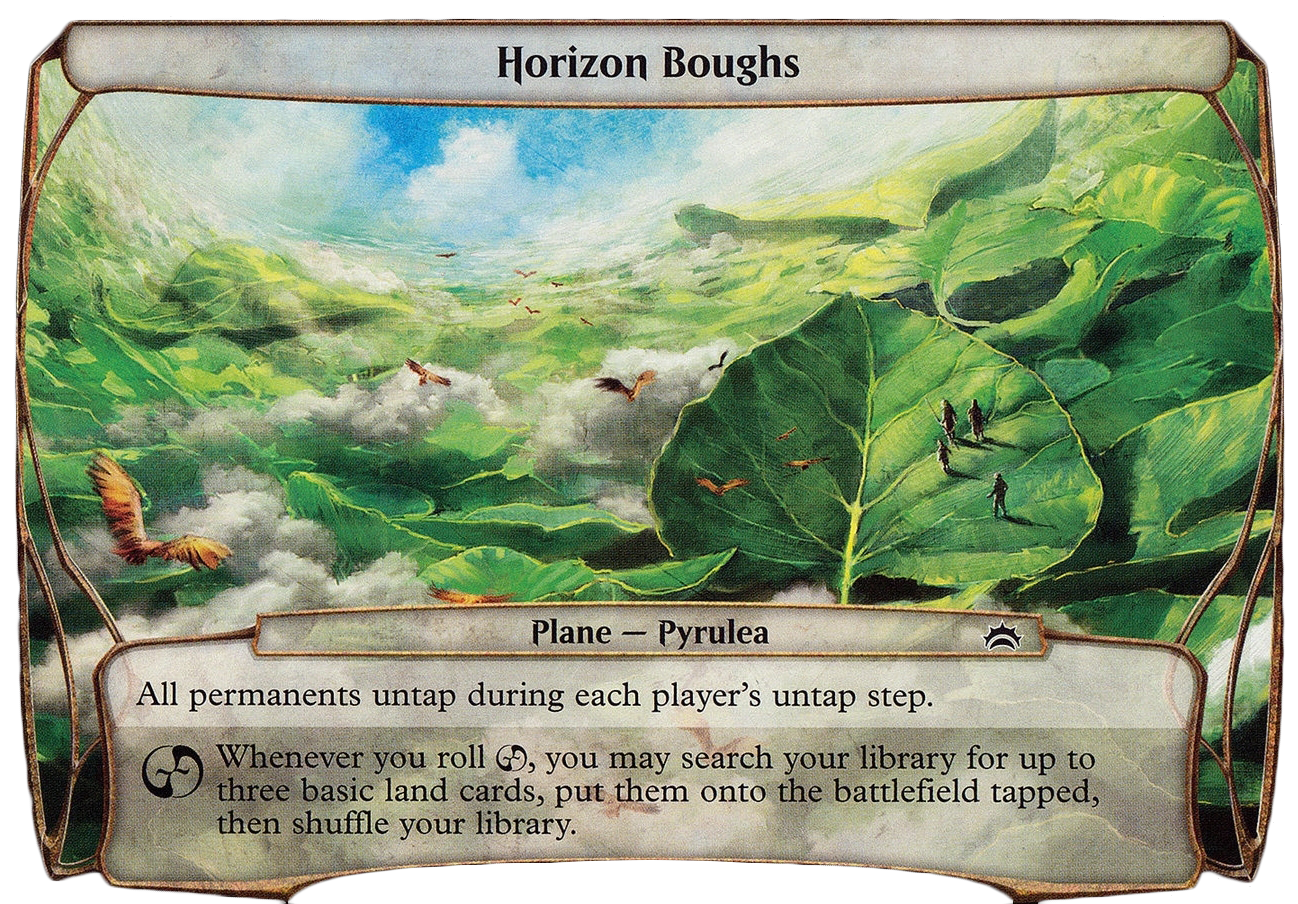 Horizon Boughs
Plane — Pyrulea
All permanents untap during each player's untap step.
Whenever you roll , you may search your library for up to
three basic land cards, put them onto the battlefield tapped,
then shuffle your library.